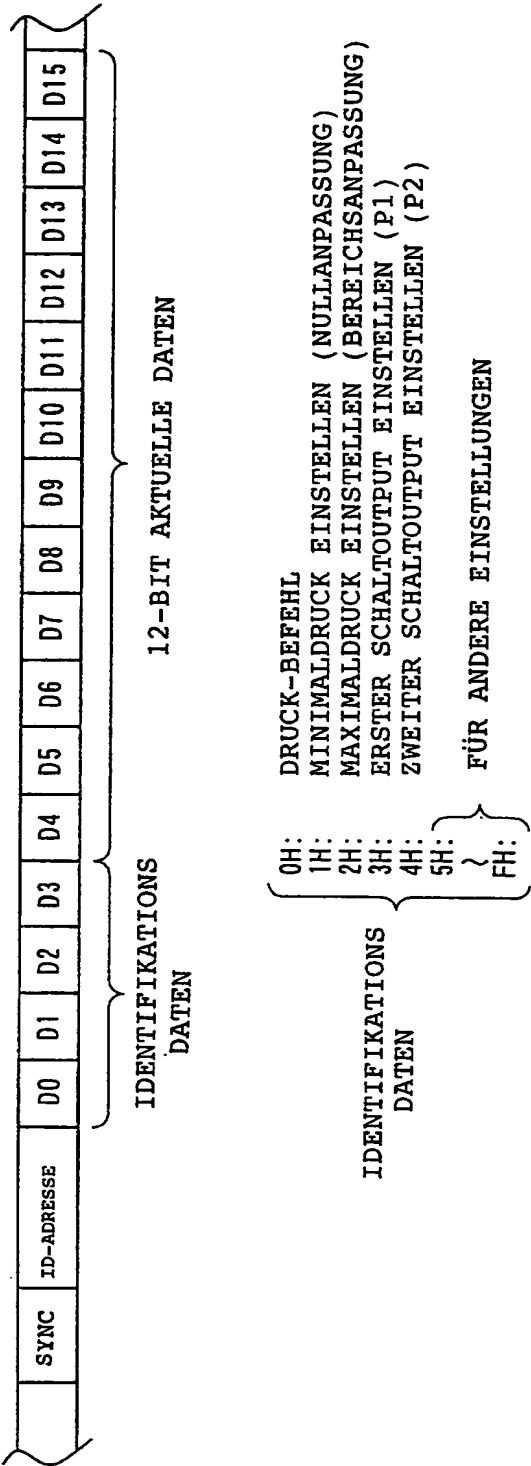 SYNC ID-ADRESSE D0 D1 D2 D3 D4 D5 D6 D7 D8 D9 D10 D11 D12 D13 D14 D15
IDENTIFIKATIONS
DATEN
12-BIT AKTUELLE DATEN
IDENTIFIKATIONS
DATEN
0H: DRUCK-BEFEHL
1H: MINIMALDRUCK EINSTELLEN (NULLANPASSUNG)
2H: MAXIMALDRUCK EINSTELLEN (BEREICHSANPASSUNG)
3H: ERSTER SCHALTOUTPUT EINSTELLEN (P1)
4H: ZWEITER SCHALTOUTPUT EINSTELLEN (P2)
5H:
~ FÜR ANDERE EINSTELLUNGEN
FH: